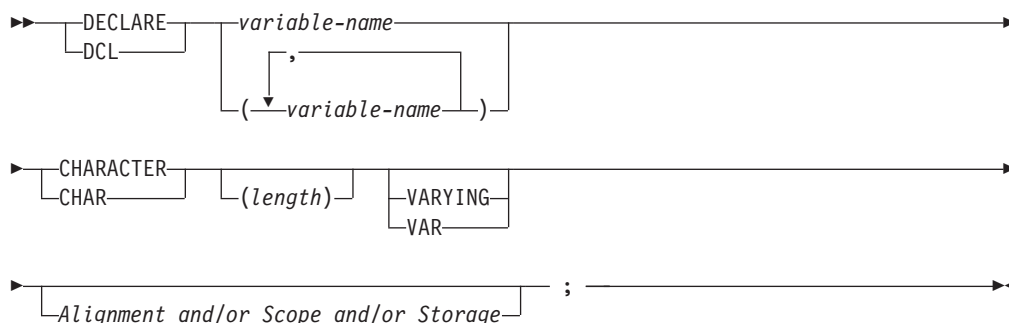 DECLARE variable-name
DCL
,
( variable-name )
CHARACTER
CHAR (length) VARYING
VAR
;
Alignment and/or Scope and/or Storage